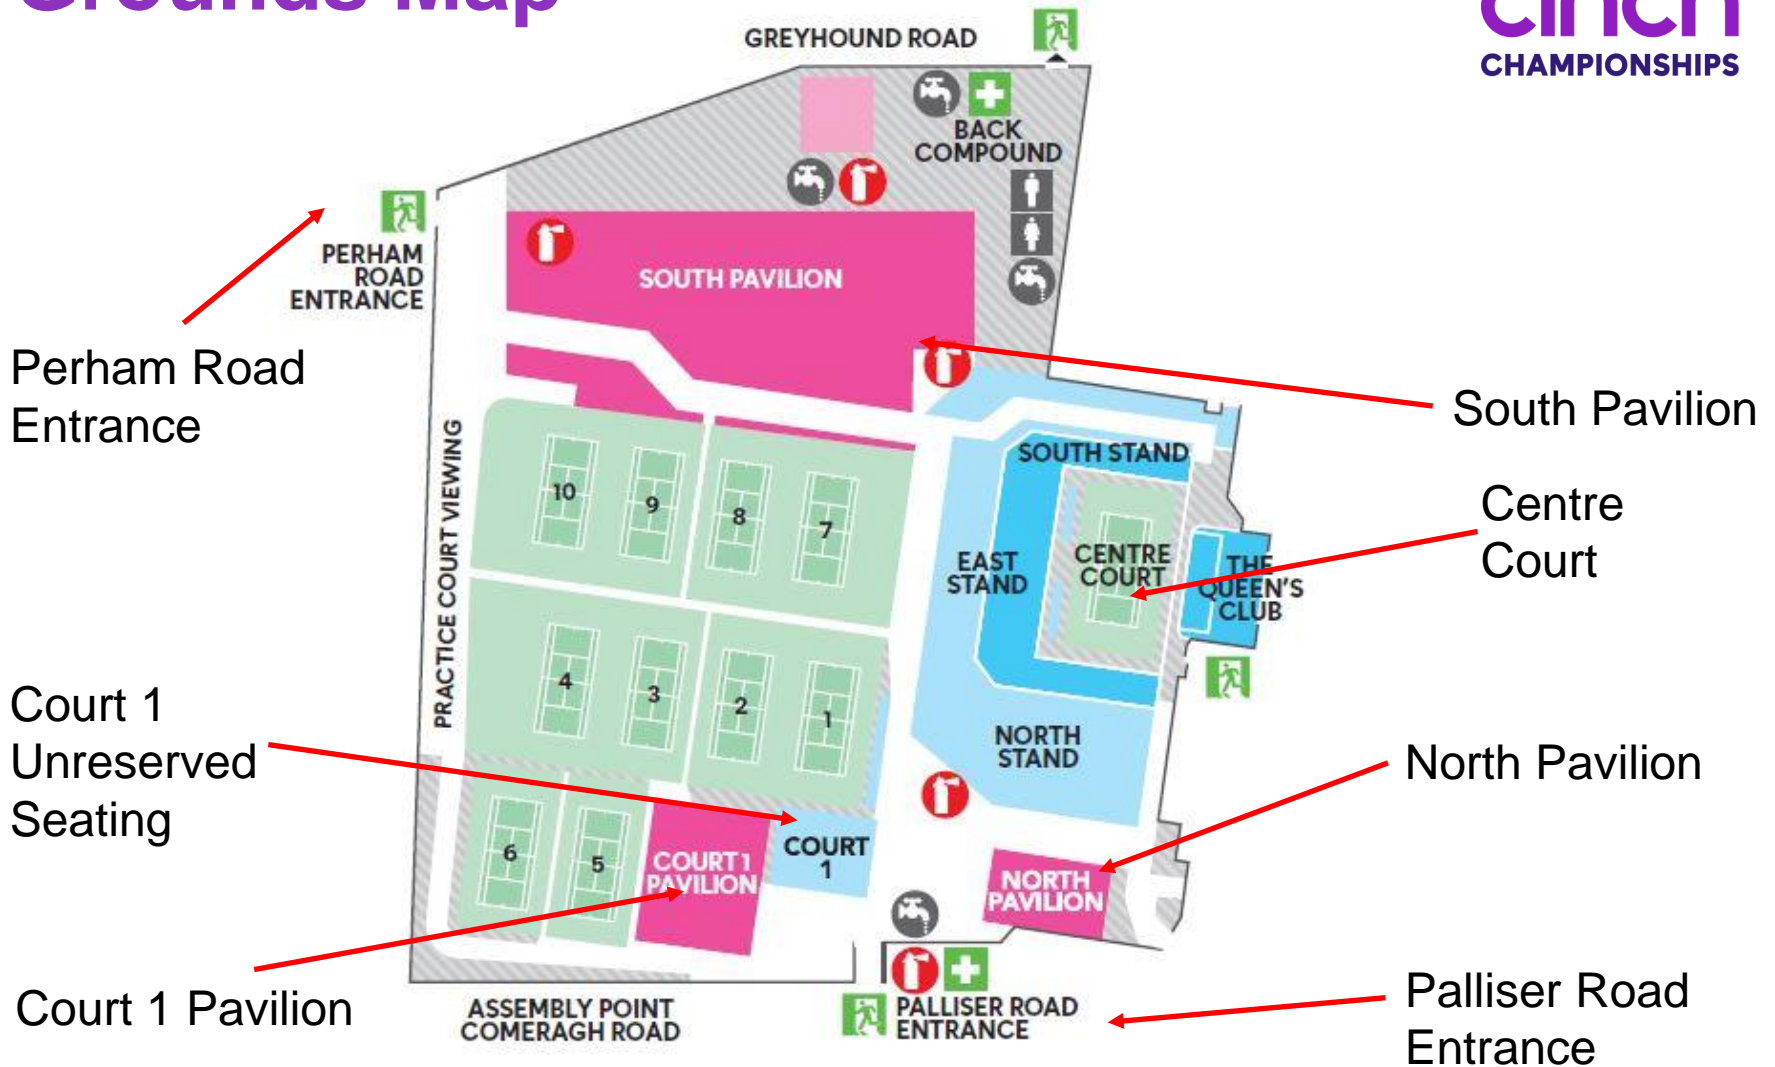 Grounds Map
cinch
CHAMPIONSHIPS
GREYHOUND ROAD
BACK
COMPOUND
PERHAM
ROAD
ENTRANCE
SOUTH PAVILION
Perham Road
Entrance
South Pavilion
PRACTICE COURT VIEWING
SOUTH STAND
10
9
8
7
Centre
Court
EAST
STAND
CENTRE
COURT
THE
QUEEN'S
CLUB
4
3
2
1
Court 1
Unreserved
Seating
NORTH
STAND
North Pavilion
6
5
COURT 1
PAVILION
COURT
1
NORTH
PAVILION
Court 1 Pavilion
ASSEMBLY POINT
COMERAGH ROAD
PALLISER ROAD
ENTRANCE
Palliser Road
Entrance